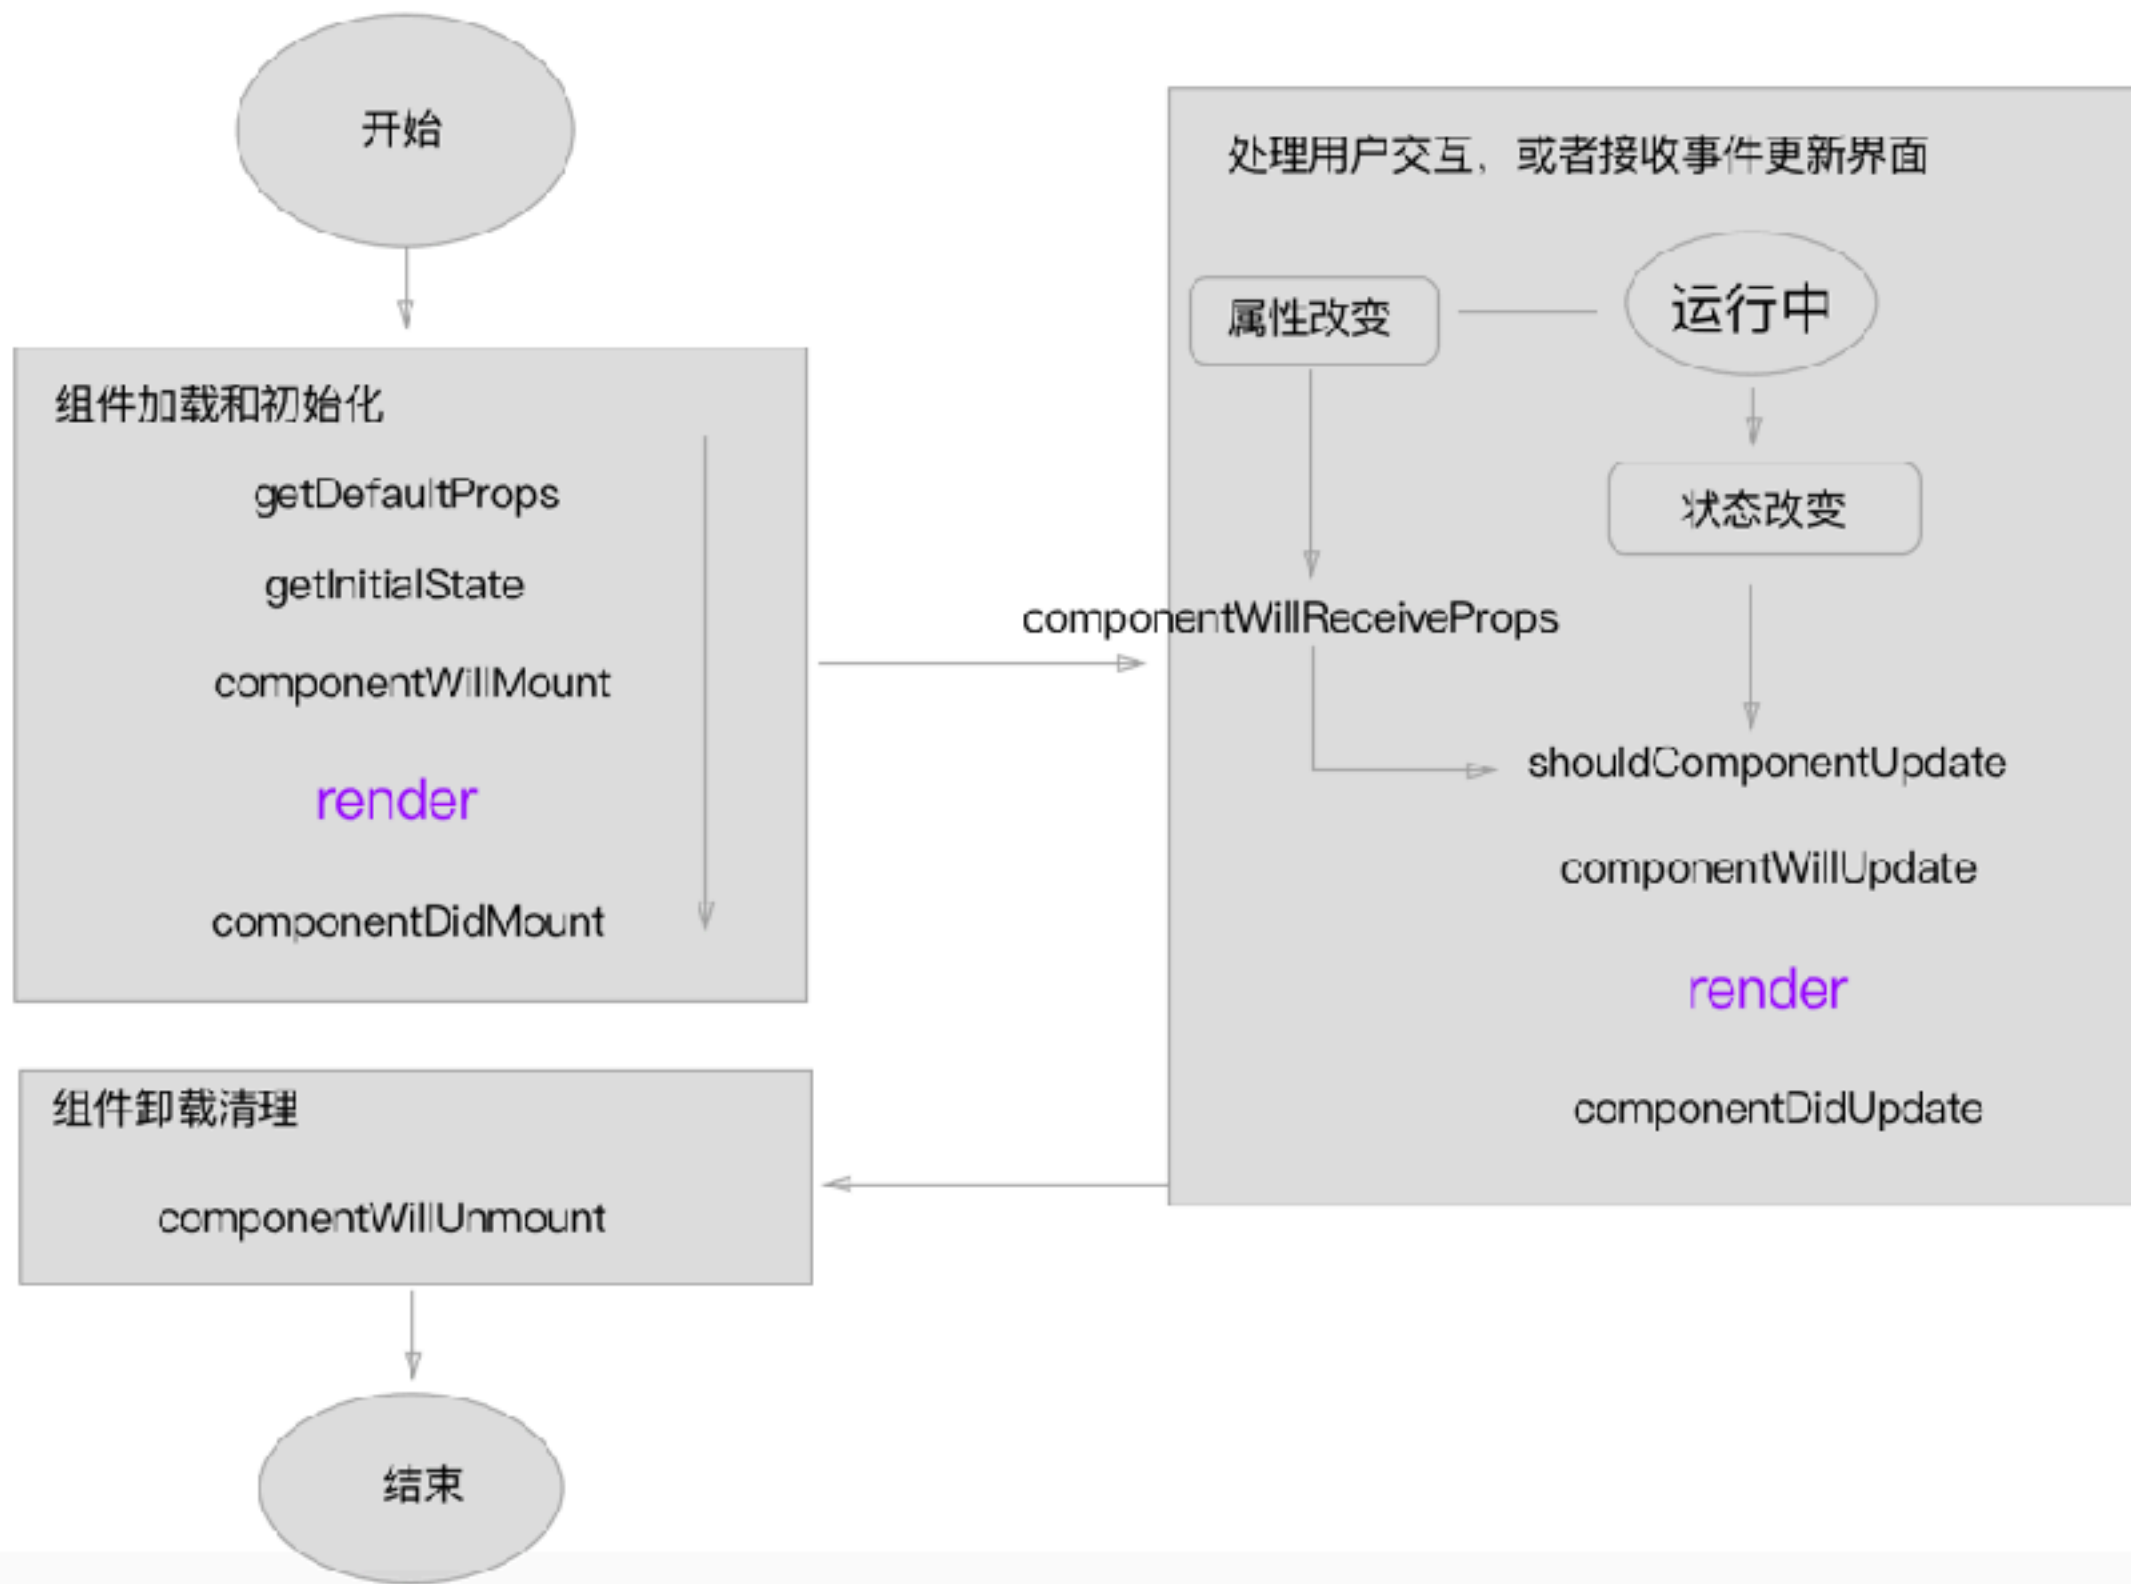 开始
组件加载和初始化
getDefaultProps
getInitialState
componentWillMount
render
componentDidMount
处理用户交互，或者接收事件更新界面
属性改变
运行中
状态改变
componentWillReceiveProps
shouldComponentUpdate
componentWillUpdate
render
componentDidUpdate
组件卸载清理
componentWillUnmount
结束